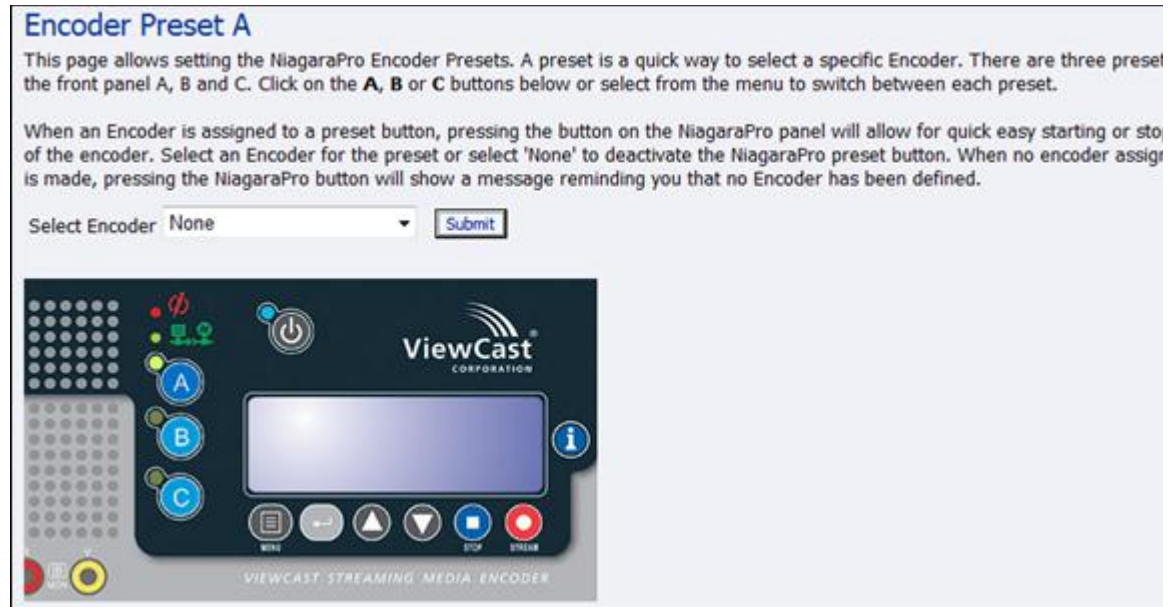 Encoder Preset A
This page allows setting the NiagaraPro Encoder Presets. A preset is a quick way to select a specific Encoder. There are three preset
the front panel A, B and C. Click on the A, B or C buttons below or select from the menu to switch between each preset.
When an Encoder is assigned to a preset button, pressing the button on the NiagaraPro panel will allow for quick easy starting or sto
of the encoder. Select an Encoder for the preset or select 'None' to deactivate the NiagaraPro preset button. When no encoder assign
is made, pressing the NiagaraPro button will show a message reminding you that no Encoder has been defined.
Select Encoder None Submit
ViewCast®
CORPORATION
A
B
i
C
MENU STOP STREAM
MON V
VIEWCAST STREAMING MEDIA ENCODER